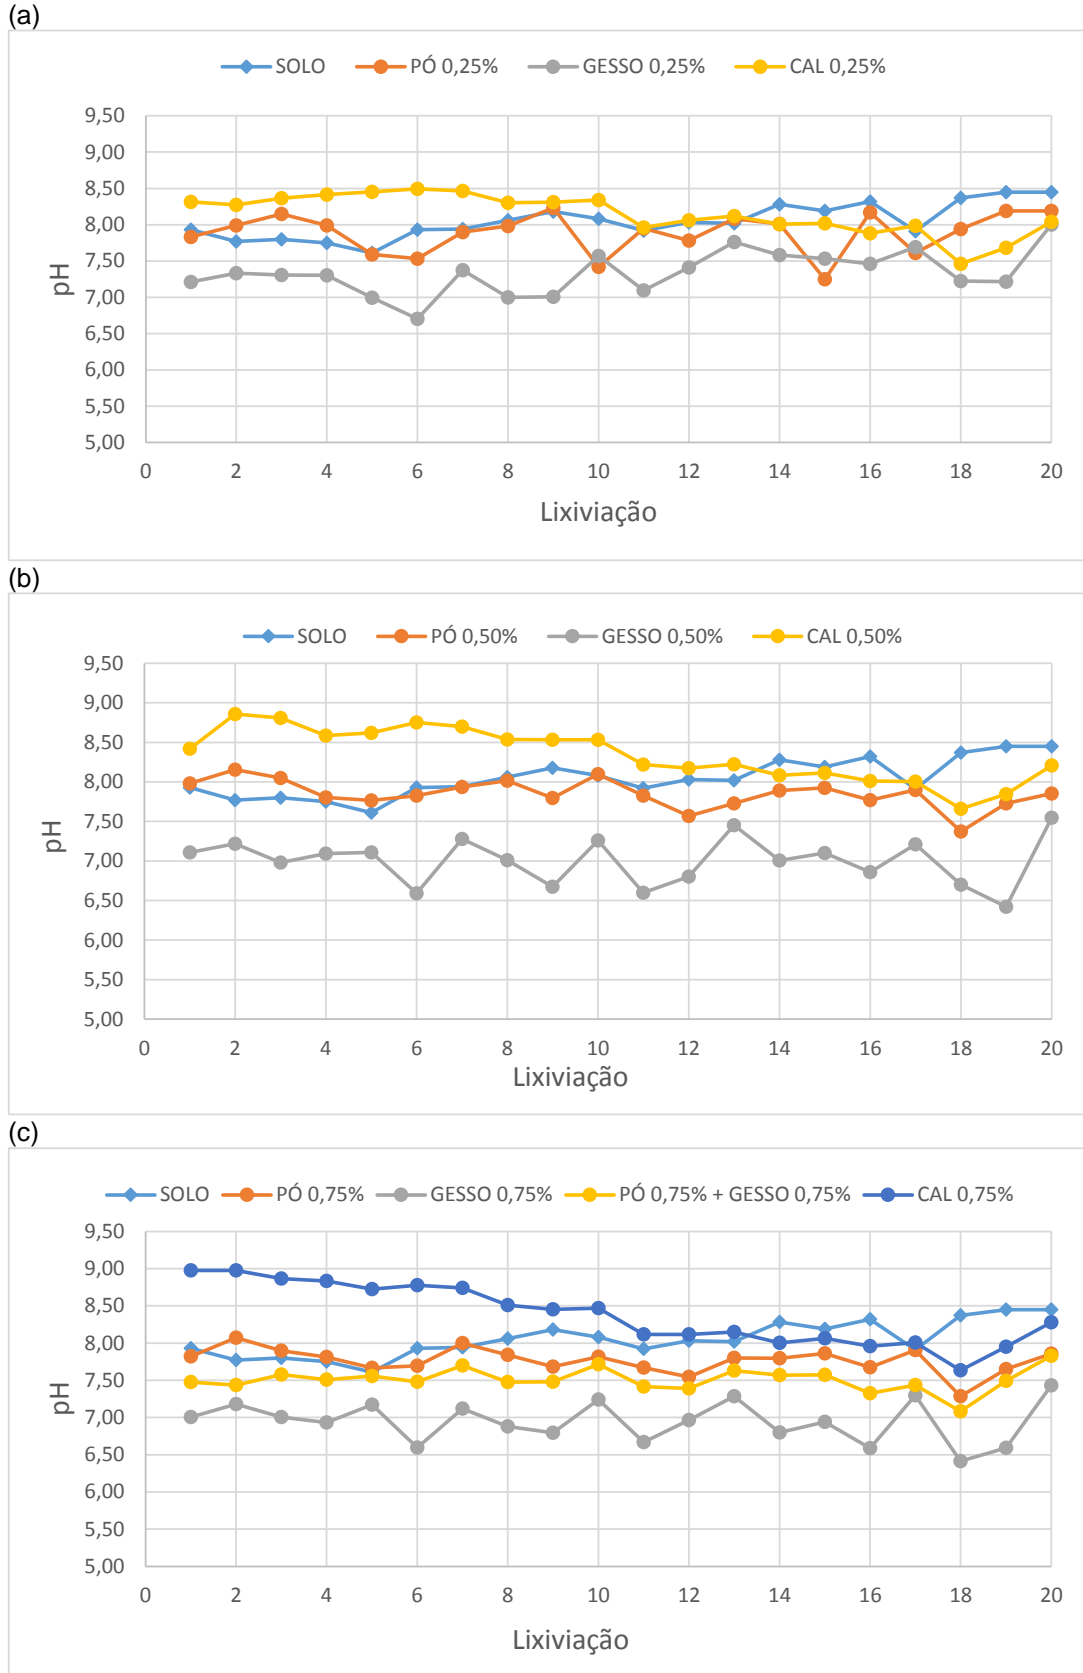 (a)
SOLO PÓ 0,25% GESSO 0,25% CAL 0,25%
9,50
9,00
8,50
8,00
7,50
7,00
6,50
6,00
5,50
5,00
pH
0 2 4 6 8 10 12 14 16 18 20
Lixiviação
(b)
SOLO PÓ 0,50% GESSO 0,50% CAL 0,50%
9,50
9,00
8,50
8,00
7,50
7,00
6,50
6,00
5,50
5,00
pH
0 2 4 6 8 10 12 14 16 18 20
Lixiviação
(c)
SOLO PÓ 0,75% GESSO 0,75% PÓ 0,75% + GESSO 0,75% CAL 0,75%
9,50
9,00
8,50
8,00
7,50
7,00
6,50
6,00
5,50
5,00
pH
0 2 4 6 8 10 12 14 16 18 20
Lixiviação